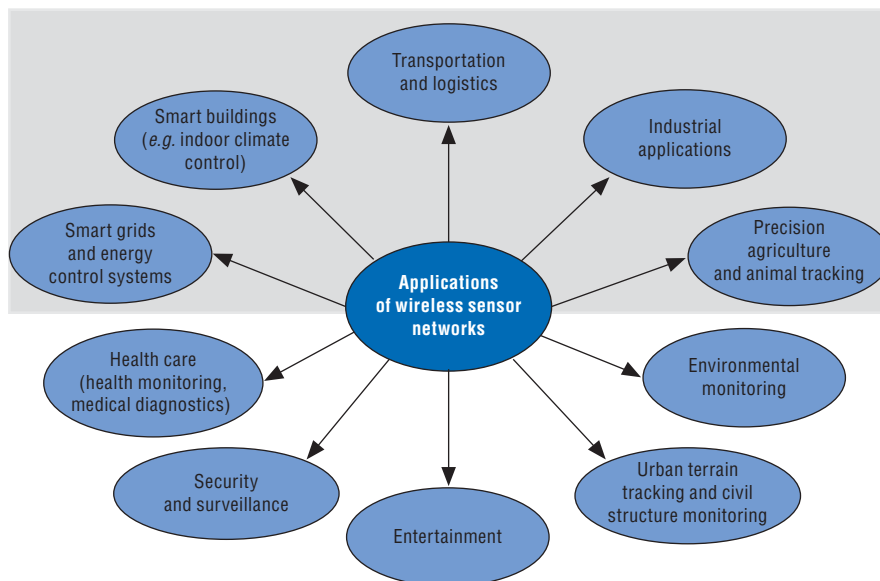 Transportation
and logistics
Smart buildings
(e.g. indoor climate
control)
Industrial
applications
Smart grids
and energy
control systems
Precision
agriculture
and animal tracking
Applications
of wireless sensor
networks
Health care
(health monitoring,
medical diagnostics)
Environmental
monitoring
Security
and surveillance
Urban terrain
tracking and civil
structure monitoring
Entertainment